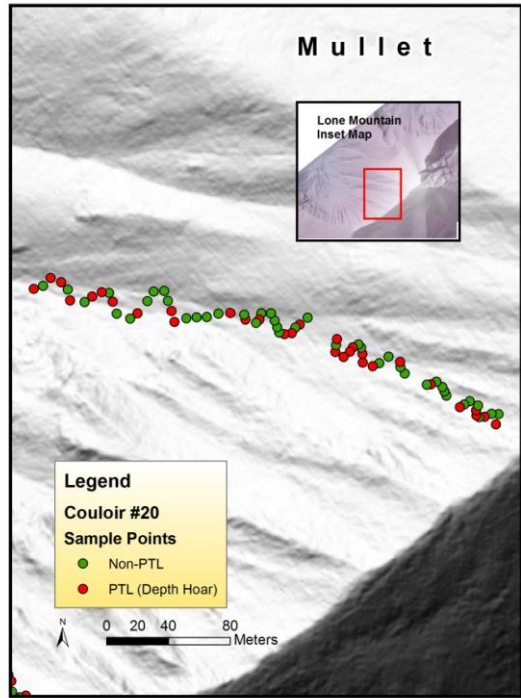 Mullet
Lone Mountain
Inset Map
Legend
Couloir #20
Sample Points
Non-PTL
PTL (Depth Hoar)
N
0 20 40 80
Meters